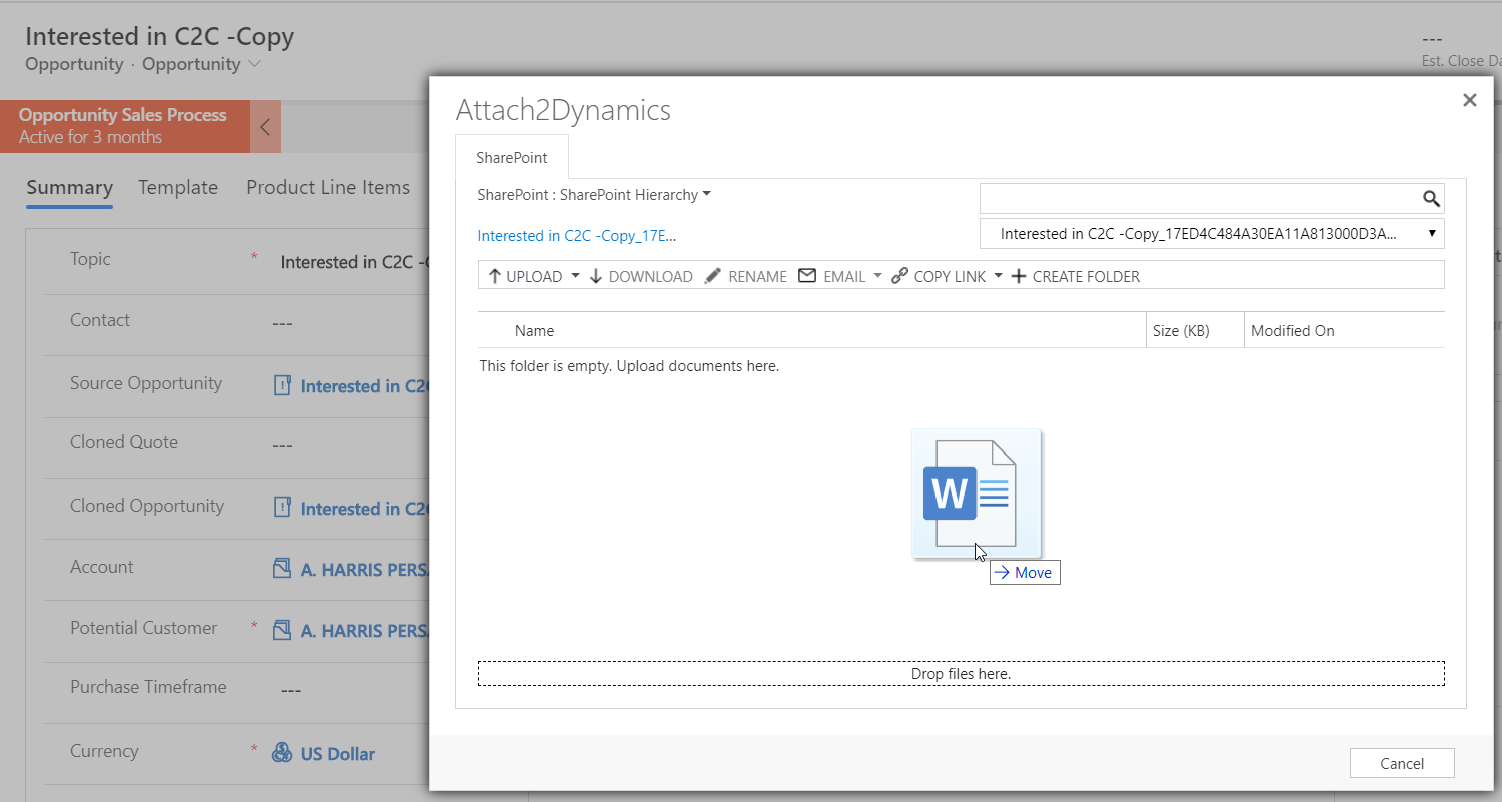 Interested in C2C -Copy
Opportunity · Opportunity
---
Est. Close Da
Opportunity Sales Process
Active for 3 months
Summary Template Product Line Items
Topic * Interested in C2C -C
Contact ---
Source Opportunity Interested in C2C
Cloned Quote ---
Cloned Opportunity Interested in C2C
Account A. HARRIS PERSA
Potential Customer * A. HARRIS PERSA
Purchase Timeframe ---
Currency * US Dollar
Attach2Dynamics
SharePoint
SharePoint : SharePoint Hierarchy
Interested in C2C -Copy_17E...
Interested in C2C -Copy_17ED4C484A30EA11A813000D3A...
UPLOAD DOWNLOAD RENAME EMAIL COPY LINK CREATE FOLDER
Name Size (KB) Modified On
This folder is empty. Upload documents here.
W
Move
Drop files here.
Cancel